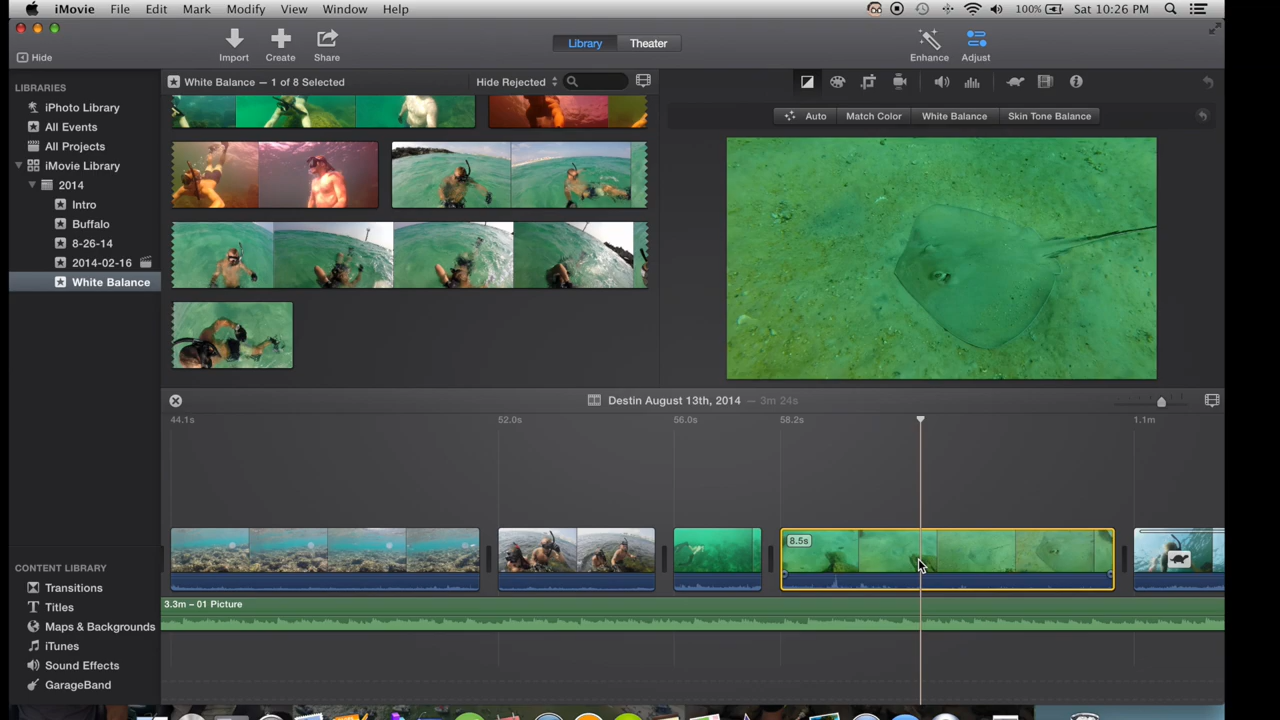 iMovie File Edit Mark Modify View Window Help 100% Sat 10:26 PM
Hide Import Create Share Library Theater Enhance Adjust
LIBRARIES
iPhoto Library
All Events
All Projects
iMovie Library
2014
Intro
Buffalo
8-26-14
2014-02-16
White Balance
White Balance — 1 of 8 Selected Hide Rejected
Auto Match Color White Balance Skin Tone Balance
Destin August 13th, 2014 — 3m 24s
44.1s 52.0s 56.0s 58.2s 1.1m
8.5s
3.3m – 01 Picture
CONTENT LIBRARY
Transitions
Titles
Maps & Backgrounds
iTunes
Sound Effects
GarageBand